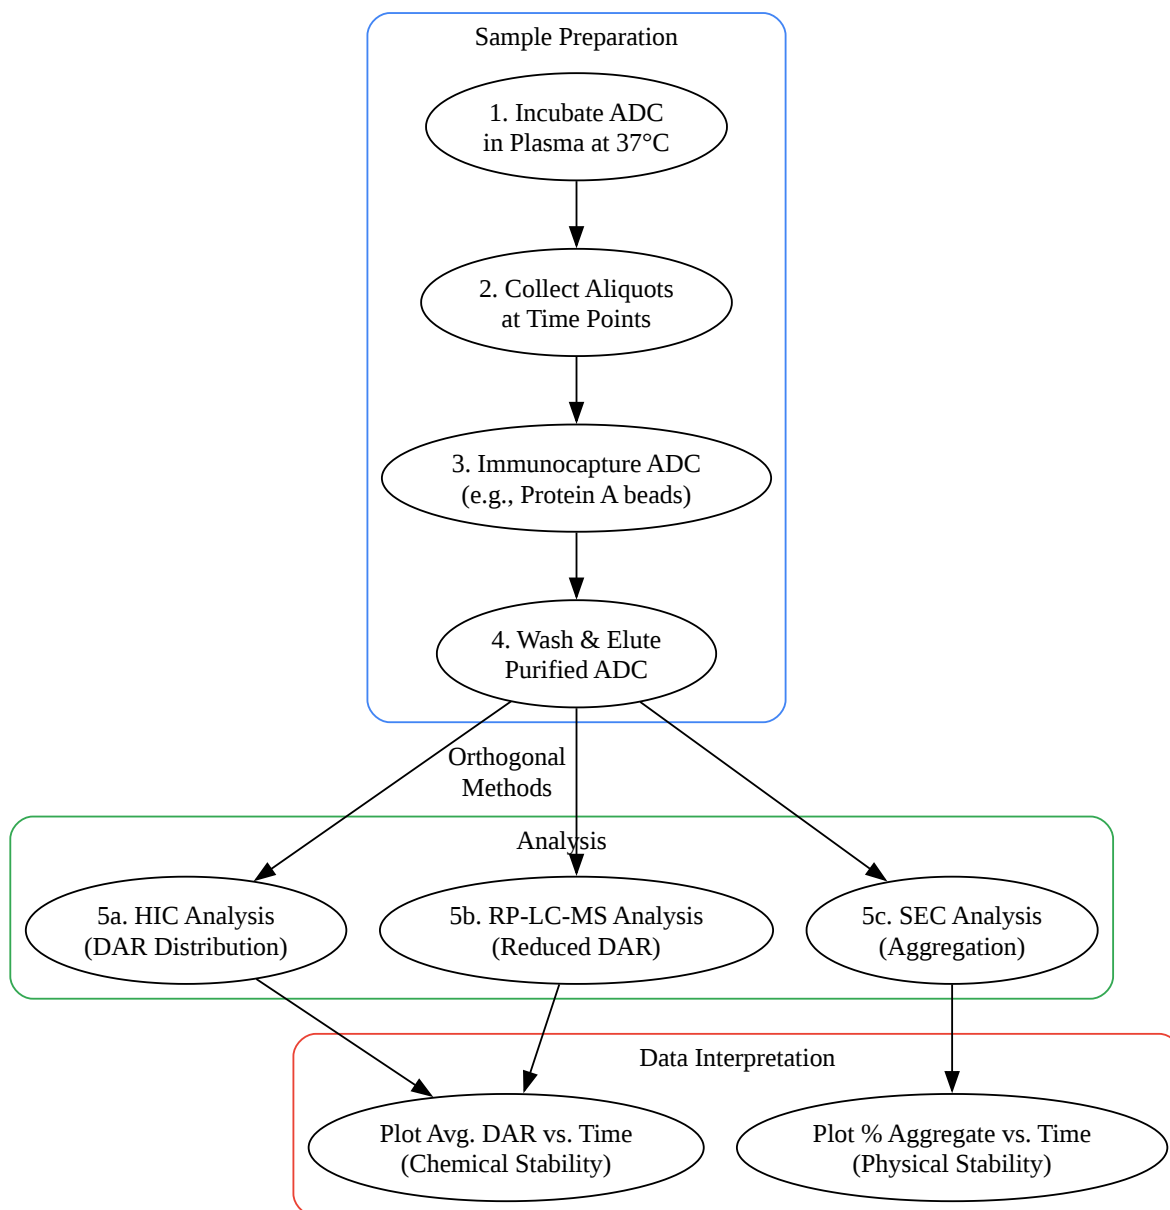 Sample Preparation
1. Incubate ADC
in Plasma at 37°C
2. Collect Aliquots
at Time Points
3. Immunocapture ADC
(e.g., Protein A beads)
4. Wash & Elute
Purified ADC
Orthogonal
Methods
Analysis
5a. HIC Analysis
(DAR Distribution)
5b. RP-LC-MS Analysis
(Reduced DAR)
5c. SEC Analysis
(Aggregation)
Data Interpretation
Plot Avg. DAR vs. Time
(Chemical Stability)
Plot % Aggregate vs. Time
(Physical Stability)